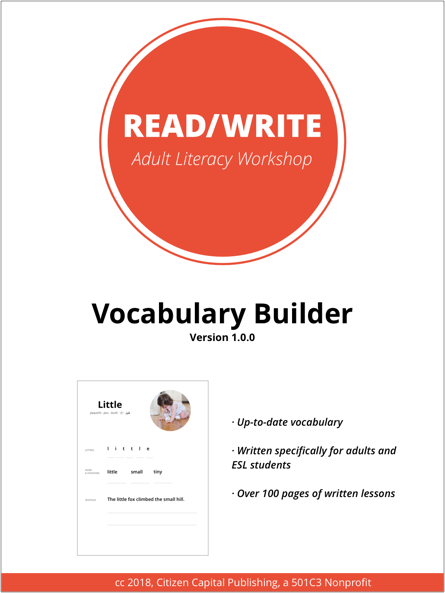 READ/WRITE
Adult Literacy Workshop
Vocabulary Builder
Version 1.0.0
Little
l i t t l e
little small tiny
The little fox climbed the small hill.
· Up-to-date vocabulary
· Written specifically for adults and
ESL students
· Over 100 pages of written lessons
cc 2018, Citizen Capital Publishing, a 501C3 Nonprofit